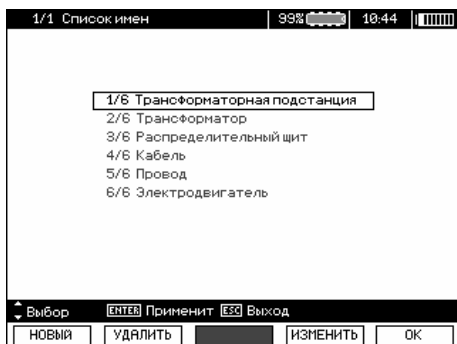 1/1 Список имен 99% 10:44
1/6 Трансформаторная подстанция
2/6 Трансформатор
3/6 Распределительный щит
4/6 Кабель
5/6 Провод
6/6 Электродвигатель
Выбор ENTER Применит ESC Выход
НОВЫЙ УДАЛИТЬ ИЗМЕНИТЬ ОК